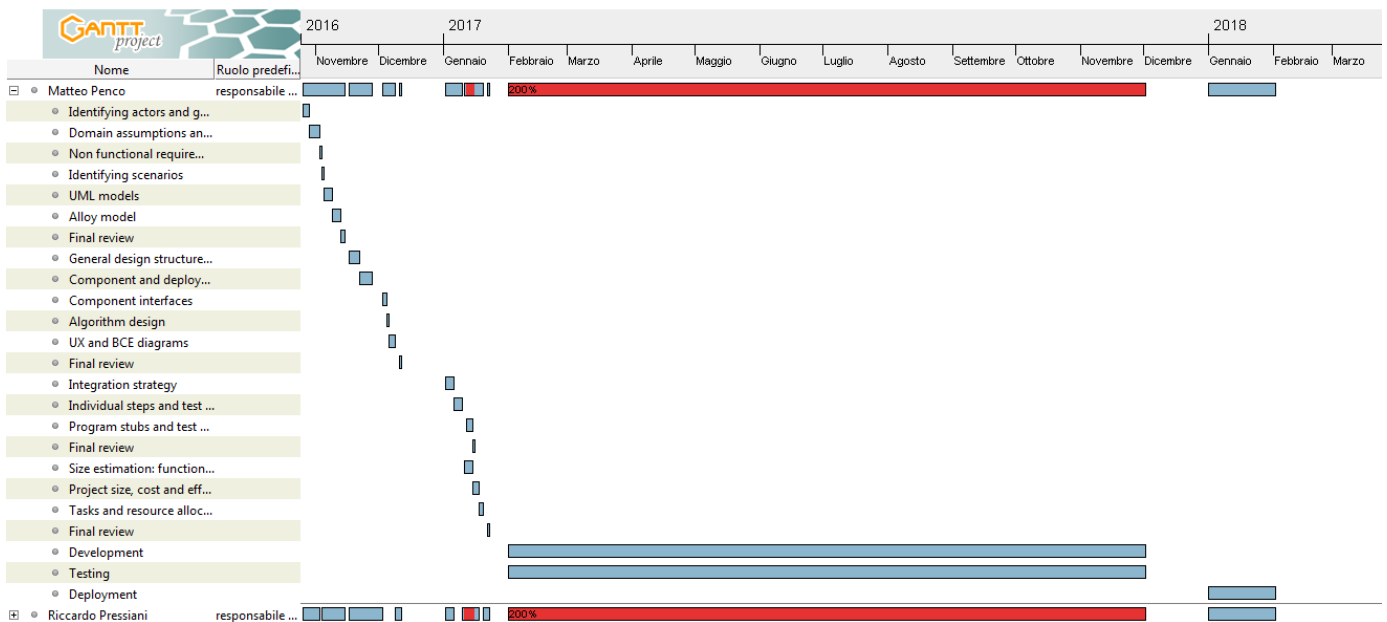 GANTT
project
2016 2017 2018
Nome Ruolo predefi... Novembre Dicembre Gennaio Febbraio Marzo Aprile Maggio Giugno Luglio Agosto Settembre Ottobre Novembre Dicembre Gennaio Febbraio Marzo
Matteo Penco responsabile ... 200%
Identifying actors and g...
Domain assumptions an...
Non functional require...
Identifying scenarios
UML models
Alloy model
Final review
General design structure...
Component and deploy...
Component interfaces
Algorithm design
UX and BCE diagrams
Final review
Integration strategy
Individual steps and test ...
Program stubs and test ...
Final review
Size estimation: function...
Project size, cost and eff...
Tasks and resource alloc...
Final review
Development
Testing
Deployment
Riccardo Pressiani responsabile ... 200%